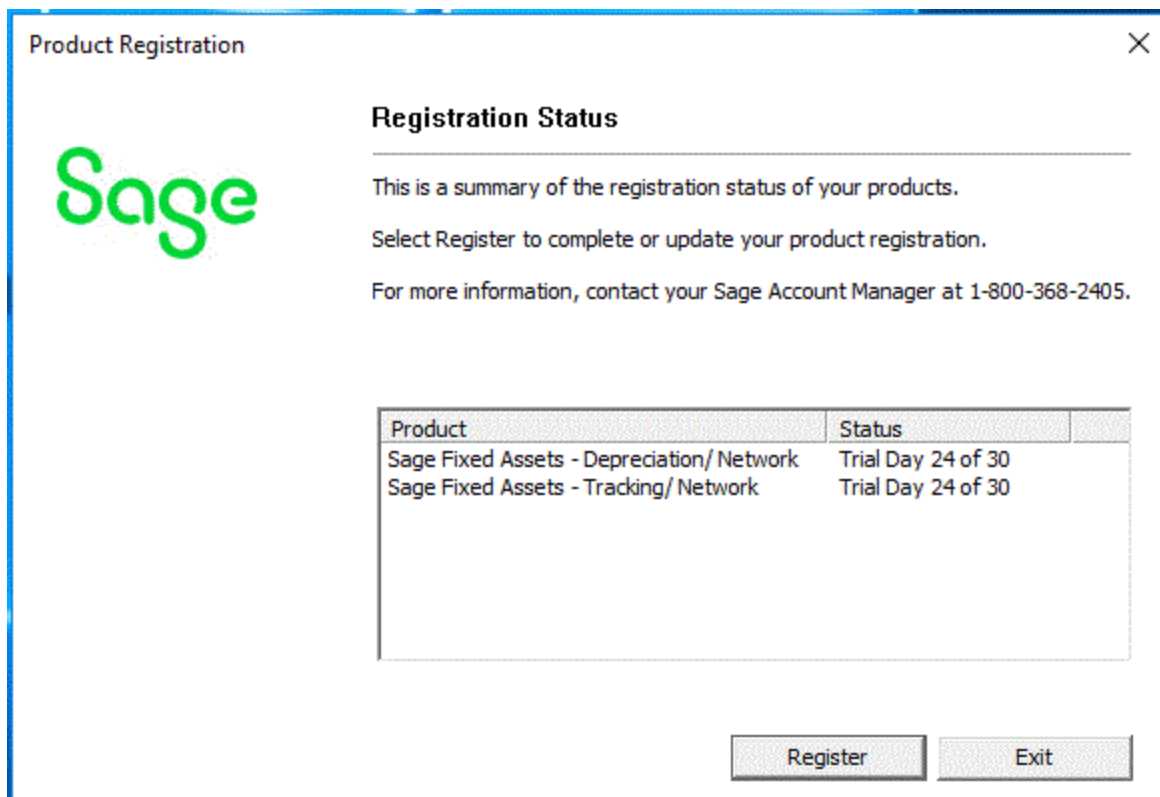 Product Registration
Sage
Registration Status
This is a summary of the registration status of your products.
Select Register to complete or update your product registration.
For more information, contact your Sage Account Manager at 1-800-368-2405.
Product Status
Sage Fixed Assets - Depreciation/ Network Trial Day 24 of 30
Sage Fixed Assets - Tracking/ Network Trial Day 24 of 30
Register Exit